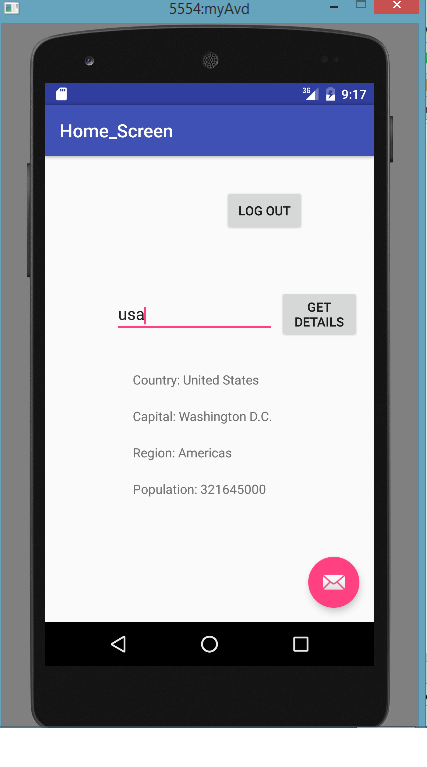 5554:myAvd
3G 9:17
Home_Screen
LOG OUT
usa
GET
DETAILS
Country: United States
Capital: Washington D.C.
Region: Americas
Population: 321645000